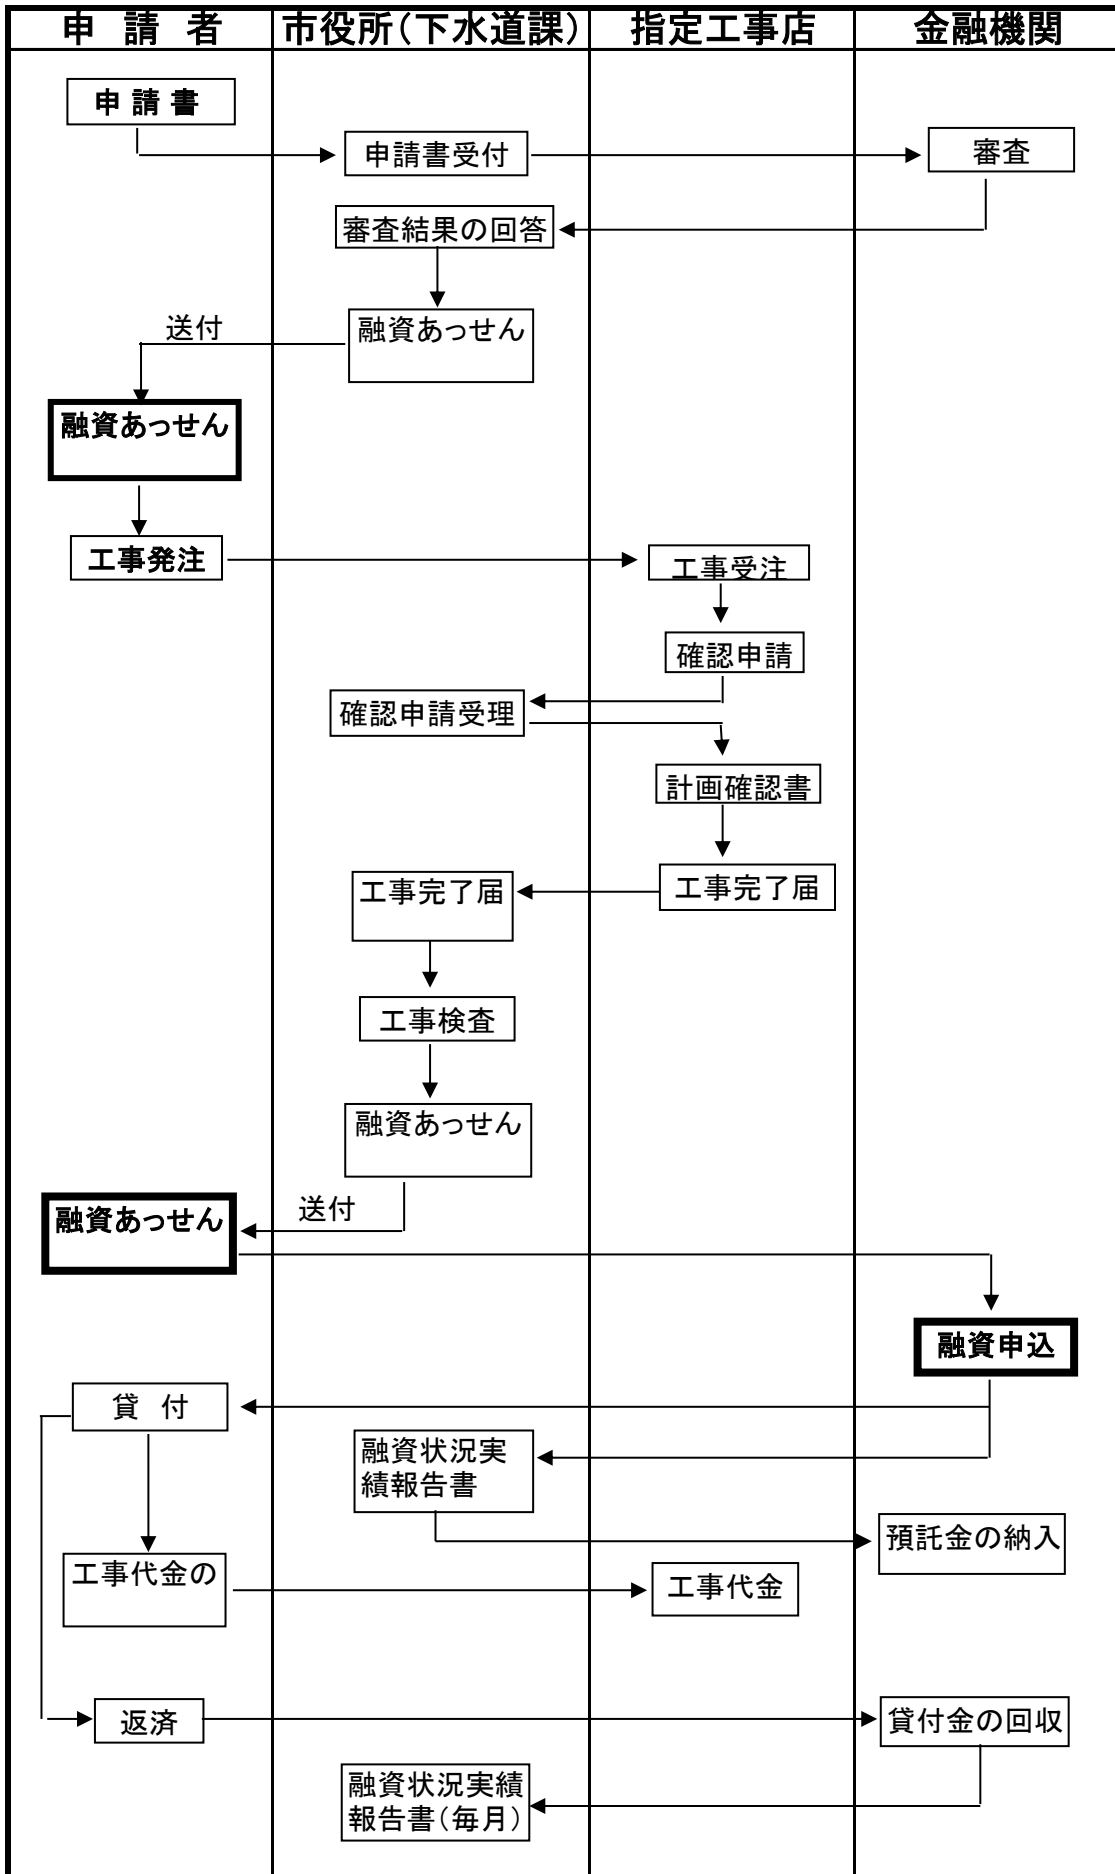 申 請 者
市役所(下水道課)
指定工事店
金融機関
申 請 書
申請書受付
審査
審査結果の回答
融資あっせん
送付
融資あっせん
工事発注
工事受注
確認申請
確認申請受理
計画確認書
工事完了届
工事完了届
工事検査
融資あっせん
送付
融資あっせん
融資申込
貸 付
融資状況実
績報告書
預託金の納入
工事代金の
工事代金
返済
貸付金の回収
融資状況実績
報告書(毎月)